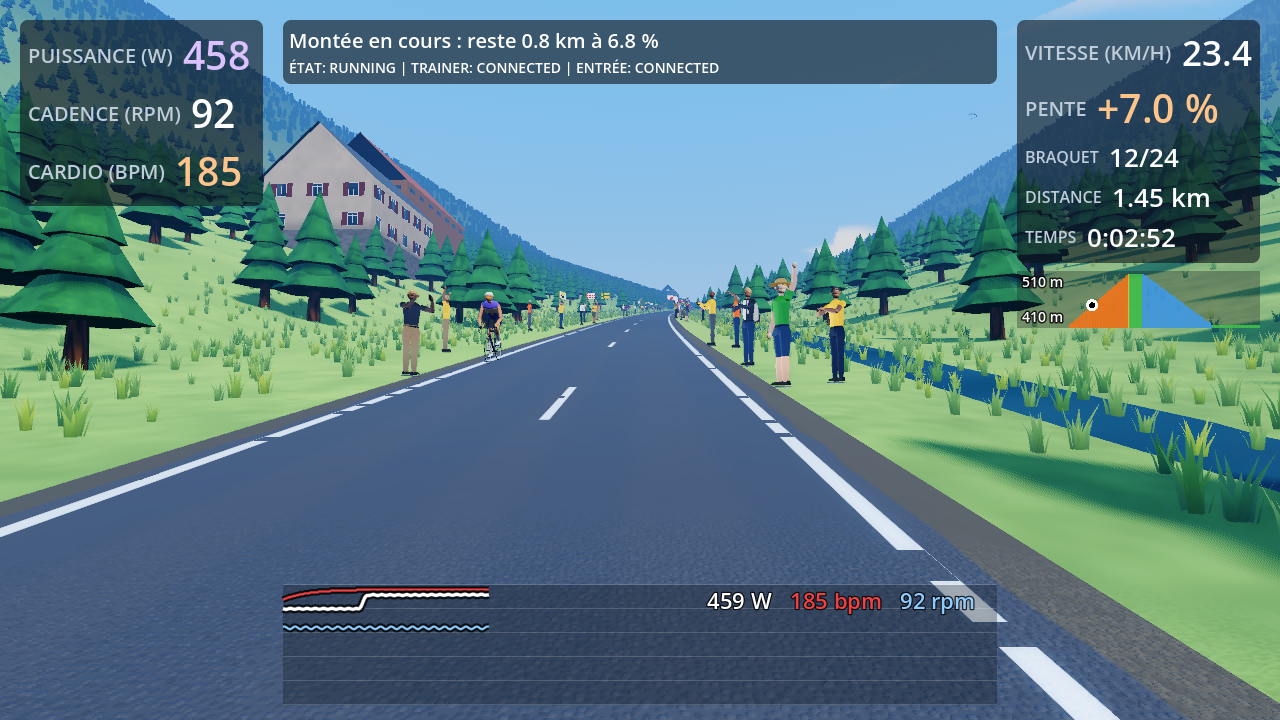 PUISSANCE (W) 458
CADENCE (RPM) 92
CARDIO (BPM) 185
Montée en cours : reste 0.8 km à 6.8 %
ÉTAT: RUNNING | TRAINER: CONNECTED | ENTRÉE: CONNECTED
VITESSE (KM/H) 23.4
PENTE +7.0 %
BRAQUET 12/24
DISTANCE 1.45 km
TEMPS 0:02:52
510 m
410 m
459 W 185 bpm 92 rpm